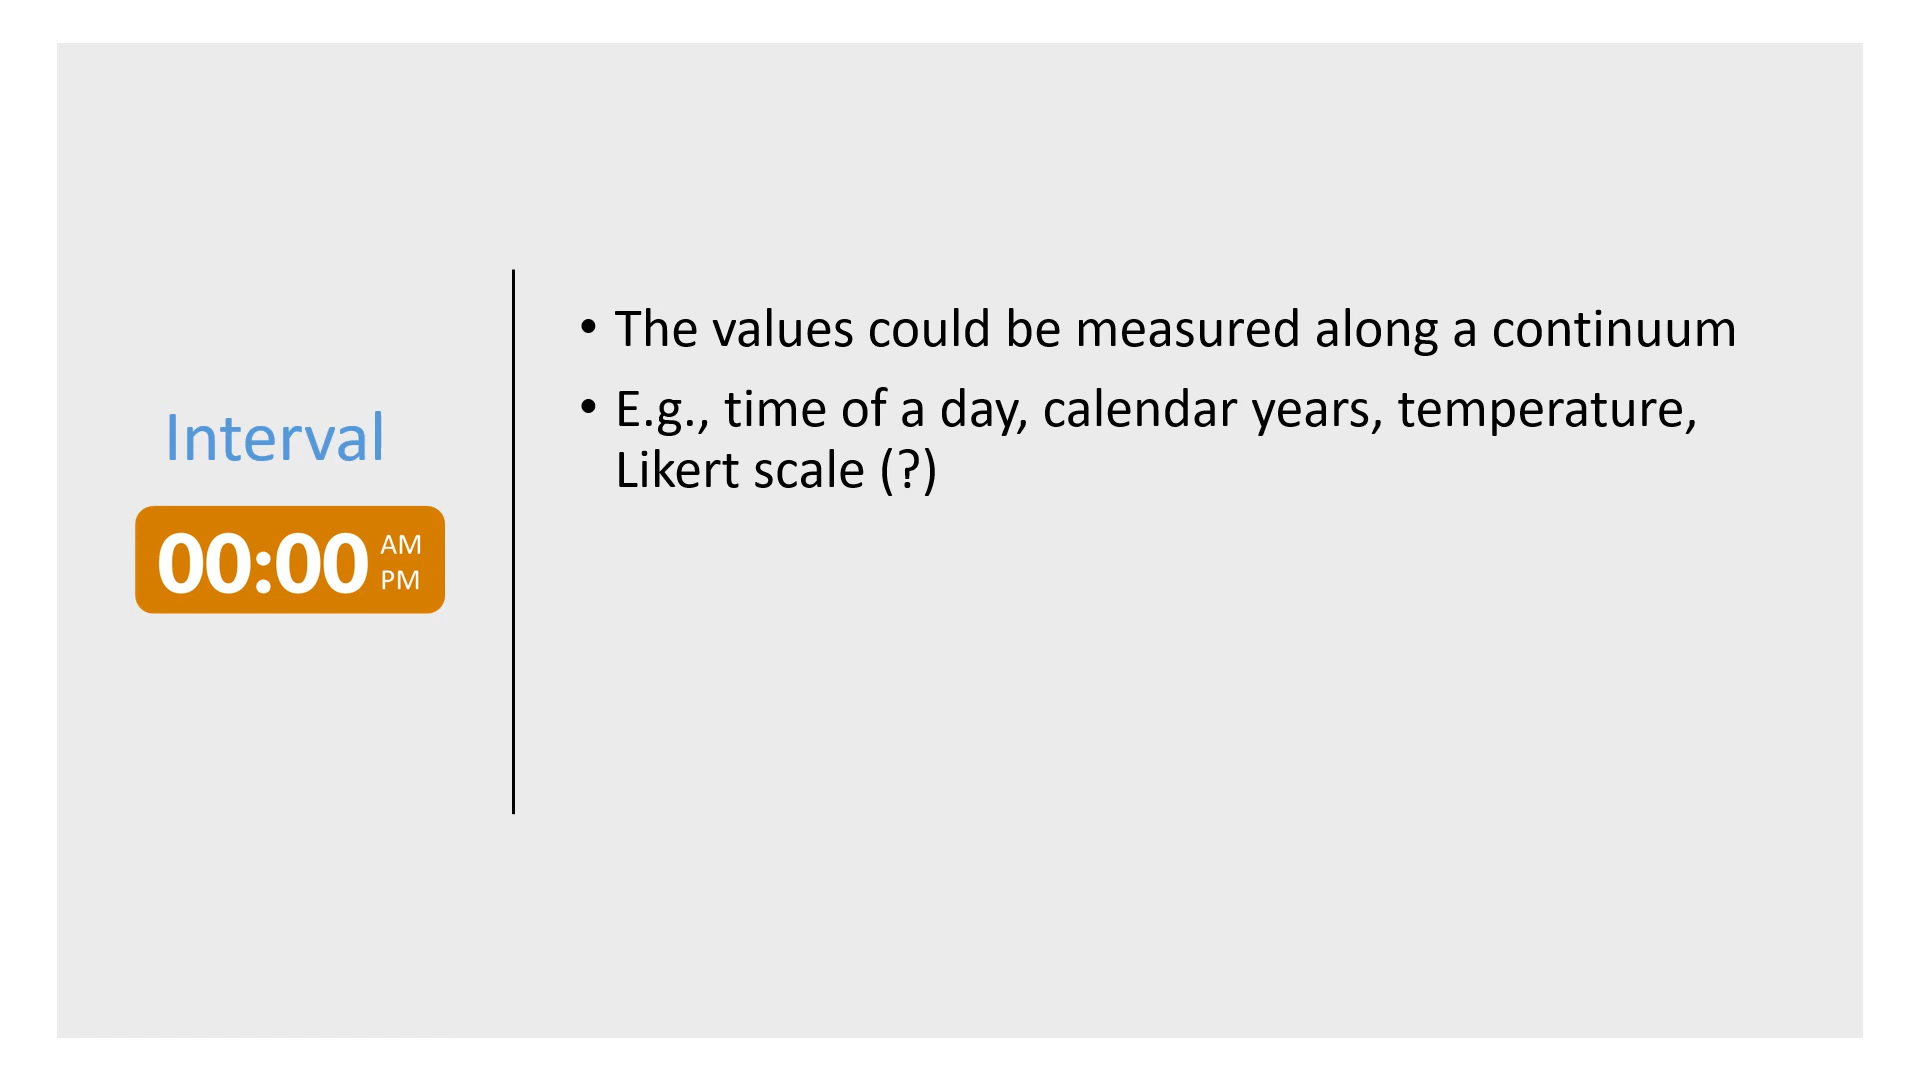 Interval
00:00 AM
PM
• The values could be measured along a continuum
• E.g., time of a day, calendar years, temperature,
Likert scale (?)